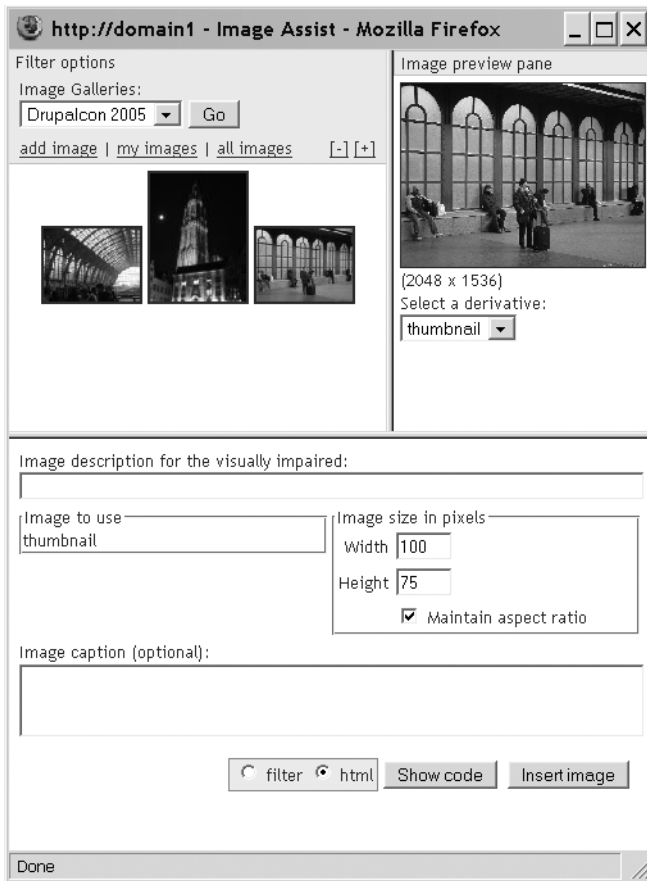 http://domain1 - Image Assist - Mozilla Firefox
Filter options
Image Galleries:
Drupalcon 2005
Go
add image | my images | all images [-] [+]
Image preview pane
(2048 x 1536)
Select a derivative:
thumbnail
Image description for the visually impaired:
Image to use
thumbnail
Image size in pixels
Width 100
Height 75
Maintain aspect ratio
Image caption (optional):
filter html Show code Insert image
Done